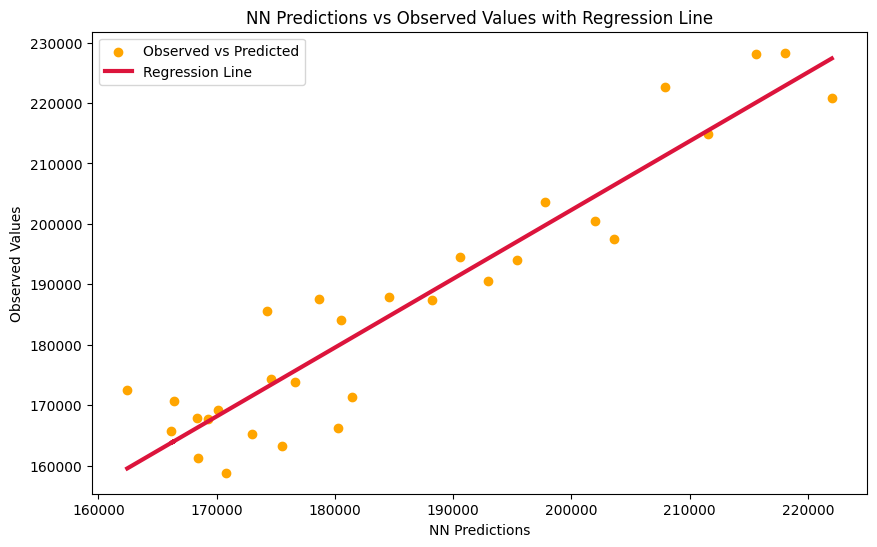 NN Predictions vs Observed Values with Regression Line
Observed vs Predicted
Regression Line
Observed Values
230000
220000
210000
200000
190000
180000
170000
160000
160000 170000 180000 190000 200000 210000 220000
NN Predictions